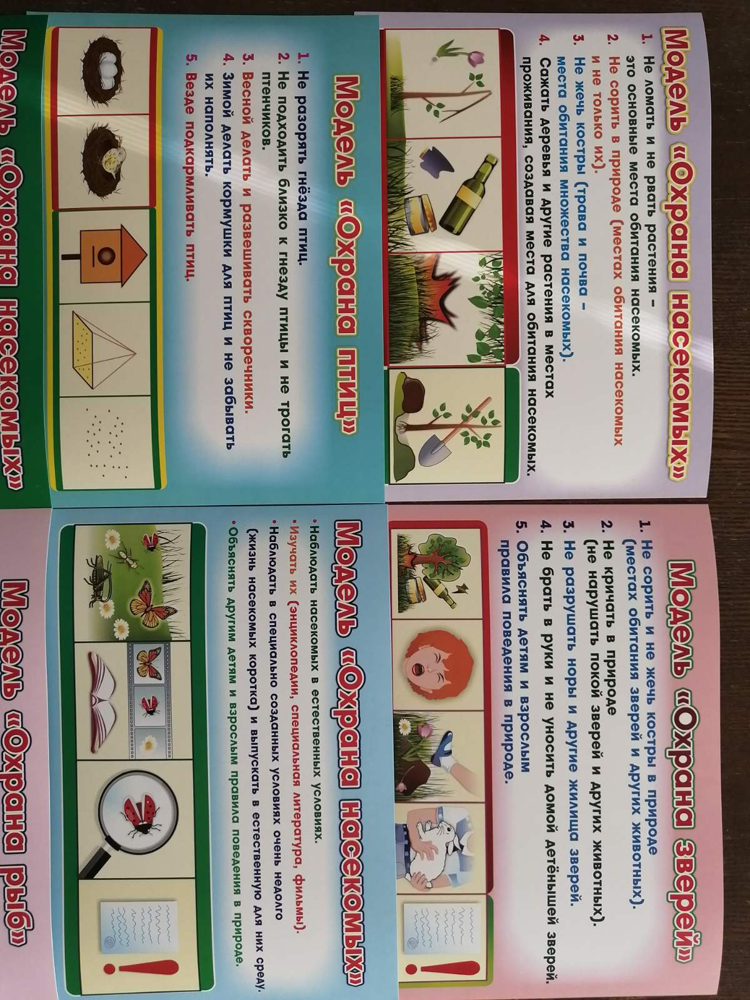 Модель «Охрана насекомых»
1. Не ломать и не рвать растения –
это основные места обитания насекомых.
2. Не сорить в природе (местах обитания насекомых
и не только их).
3. Не жечь костры (трава и почва –
места обитания множества насекомых).
4. Сажать деревья и другие растения в местах
проживания, создавая места для обитания насекомых.
Модель «Охрана зверей»
1. Не сорить и не жечь костры в природе
(местах обитания зверей и других животных).
2. Не кричать в природе
(не нарушать покой зверей и других животных).
3. Не разрушать норы и другие жилища зверей.
4. Не брать в руки и не уносить домой детёнышей зверей.
5. Объяснять детям и взрослым
правила поведения в природе.
Модель «Охрана птиц»
1. Не разорять гнёзда птиц.
2. Не подходить близко к гнезду птицы и не трогать
птенчиков.
3. Весной делать и развешивать скворечники.
4. Зимой делать кормушки для птиц и не забывать
их наполнять.
5. Везде подкармливать птиц.
Модель «Охрана насекомых»
• Наблюдать насекомых в естественных условиях.
• Изучать их (энциклопедии, специальная литература, фильмы).
• Наблюдать в специально созданных условиях очень недолго
(жизнь насекомых коротка) и выпускать в естественную для них среду.
• Объяснять другим детям и взрослым правила поведения в природе.
Модель «Охрана насекомых»
Модель «Охрана рыб»